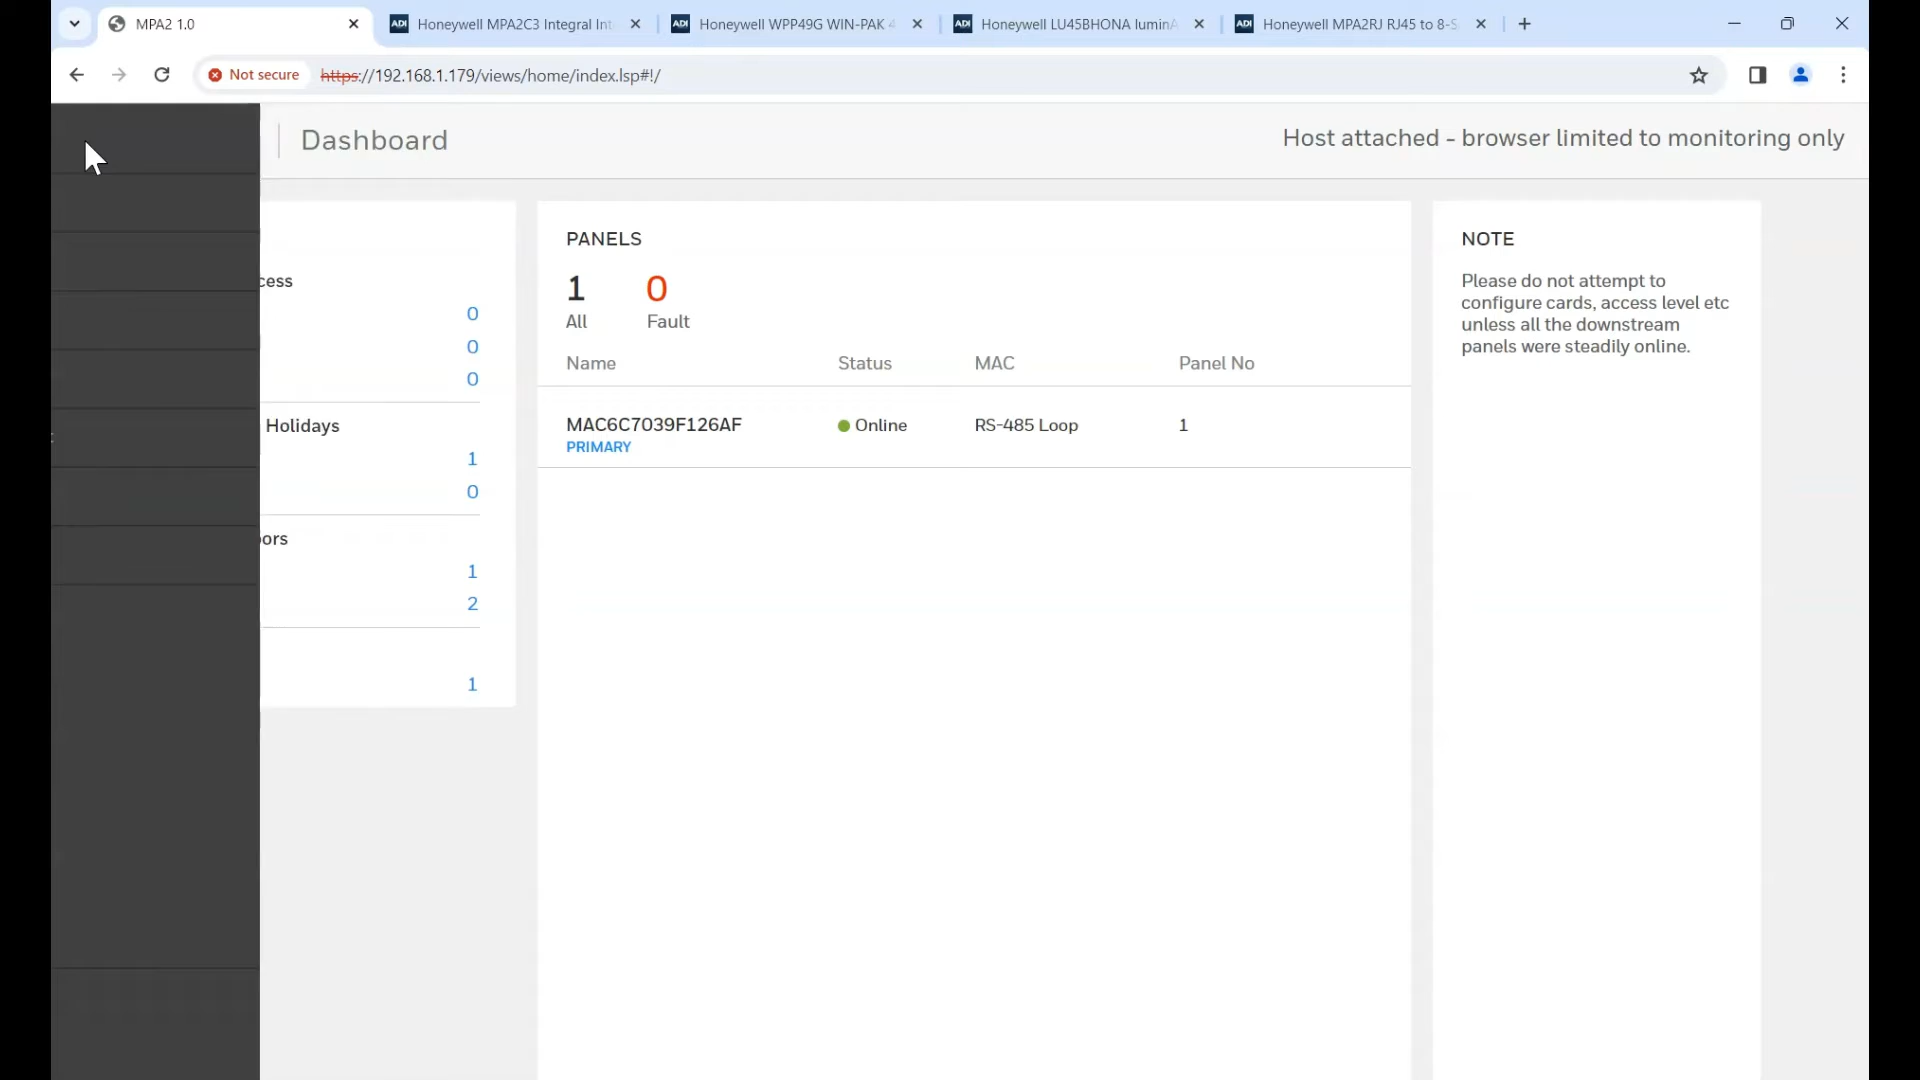 MPA2 1.0
Honeywell MPA2C3 Integral Int
Honeywell WPP49G WIN-PAK 4
Honeywell LU45BHONA luminA
Honeywell MPA2RJ RJ45 to 8-S
Not secure
https://192.168.1.179/views/home/index.lsp#!/
Dashboard
Host attached - browser limited to monitoring only
cess
0
0
0
Holidays
1
0
ors
1
2
1
PANELS
1 0
All Fault
Name Status MAC Panel No
MAC6C7039F126AF Online RS-485 Loop 1
PRIMARY
NOTE
Please do not attempt to
configure cards, access level etc
unless all the downstream
panels were steadily online.